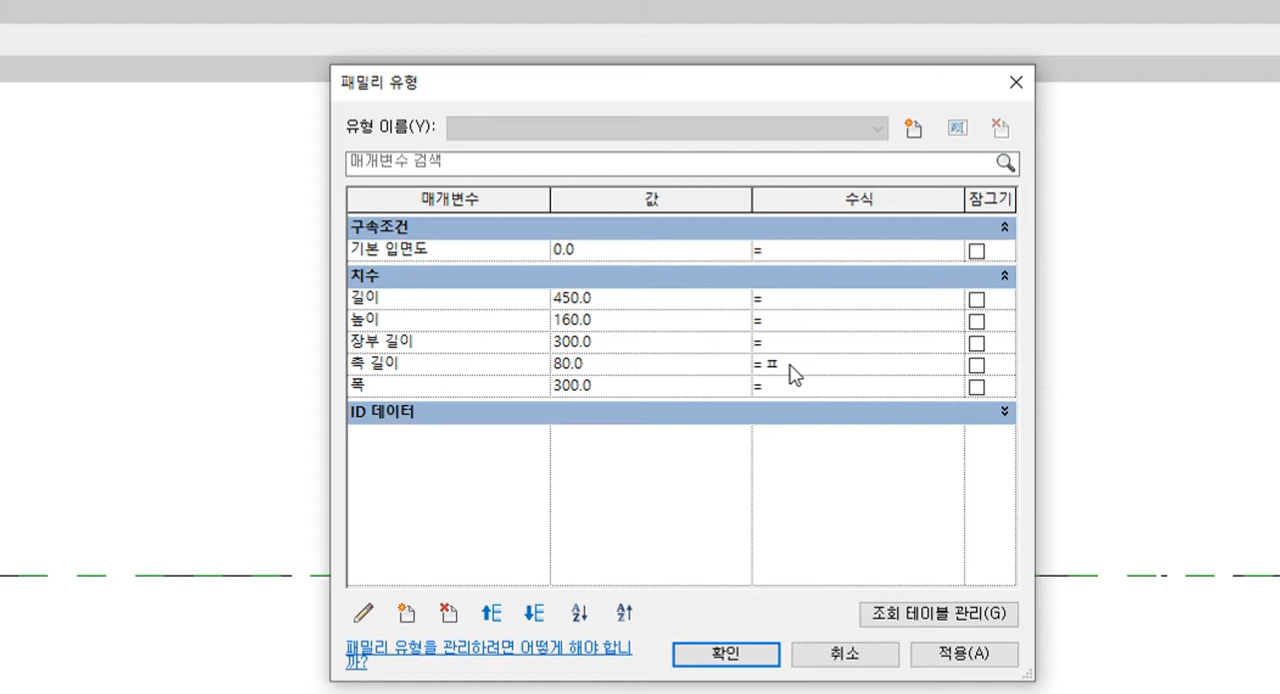 패밀리 유형
유형 이름(Y):
매개변수 검색
매개변수 값 수식 잠그기
구속조건
기본 입면도 0.0 =
치수
길이 450.0 =
높이 160.0 =
장부 길이 300.0 =
촉 길이 80.0 = ㅍ
폭 300.0 =
ID 데이터
조회 테이블 관리(G)
패밀리 유형을 관리하려면 어떻게 해야 합니
까?
확인 취소 적용(A)